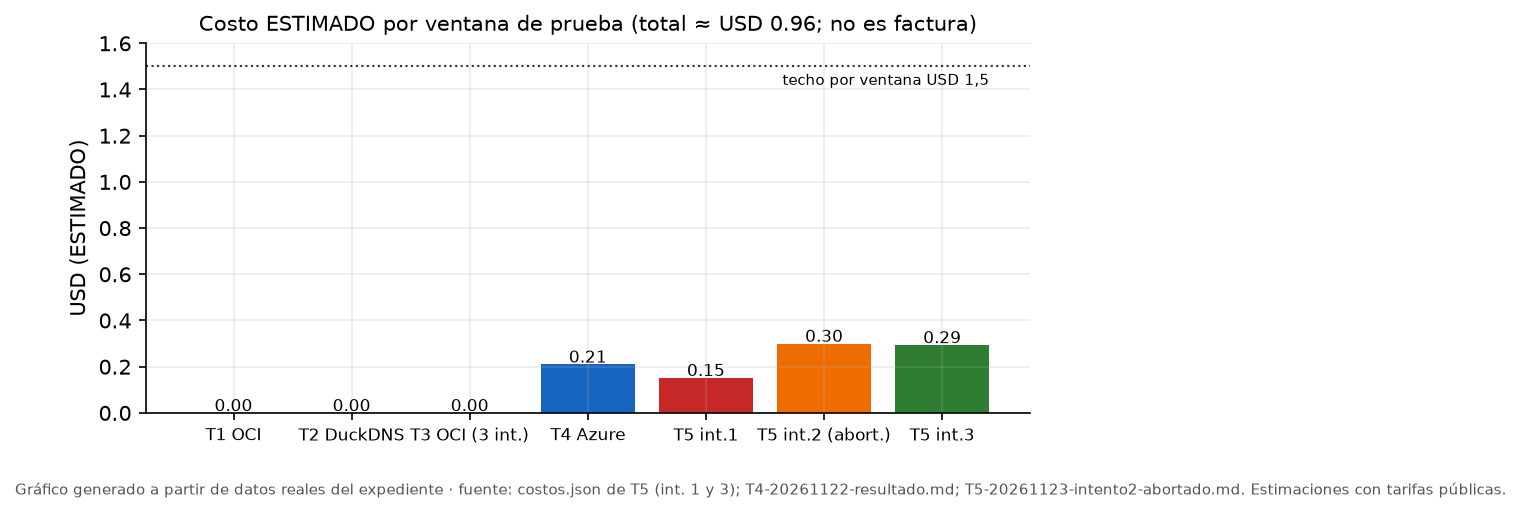 Costo ESTIMADO por ventana de prueba (total ≈ USD 0.96; no es factura)
USD (ESTIMADO)
1.6
1.4
1.2
1.0
0.8
0.6
0.4
0.2
0.0
techo por ventana USD 1,5
0.00
0.00
0.00
0.21
0.15
0.30
0.29
T1 OCI
T2 DuckDNS
T3 OCI (3 int.)
T4 Azure
T5 int.1
T5 int.2 (abort.)
T5 int.3
Gráfico generado a partir de datos reales del expediente · fuente: costos.json de T5 (int. 1 y 3); T4-20261122-resultado.md; T5-20261123-intento2-abortado.md. Estimaciones con tarifas públicas.